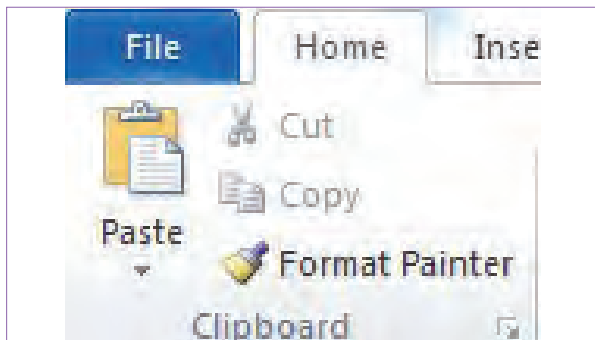 File Home Inse
Cut
Copy
Paste
Format Painter
Clipboard